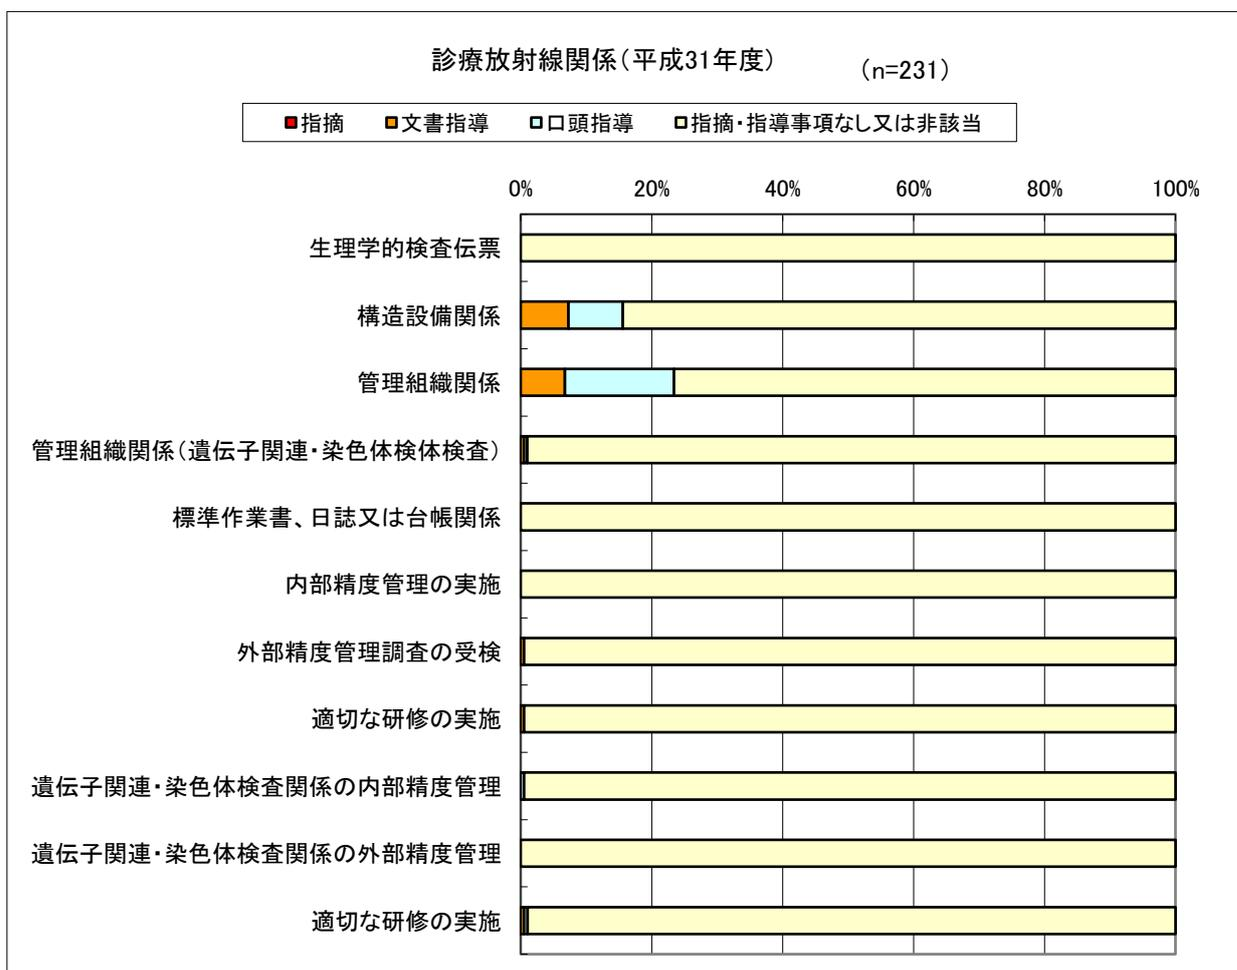 診療放射線関係（平成31年度）　（n=231）
指摘　文書指導　口頭指導　指摘・指導事項なし又は非該当
0%　20%　40%　60%　80%　100%
生理学的検査伝票
構造設備関係
管理組織関係
管理組織関係（遺伝子関連・染色体検体検査）
標準作業書、日誌又は台帳関係
内部精度管理の実施
外部精度管理調査の受検
適切な研修の実施
遺伝子関連・染色体検査関係の内部精度管理
遺伝子関連・染色体検査関係の外部精度管理
適切な研修の実施